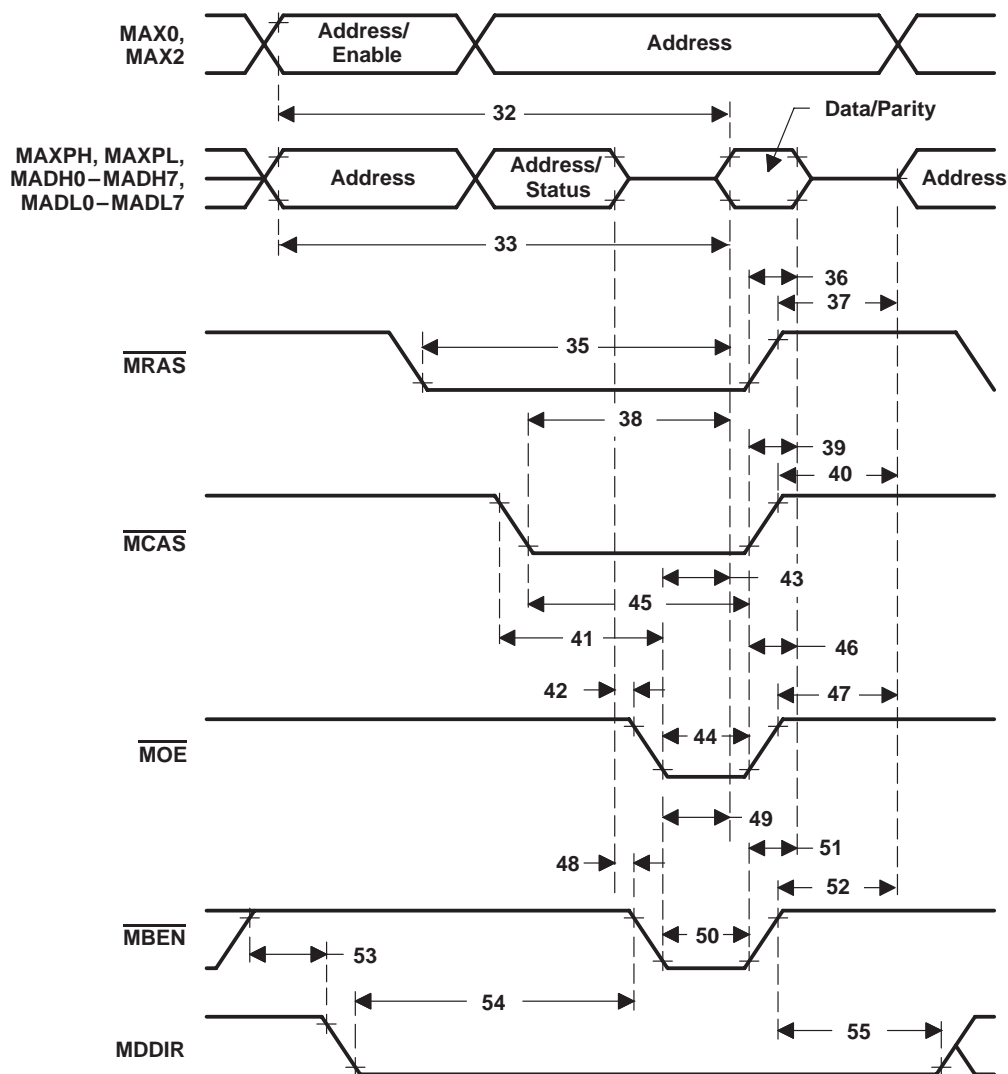 MAX0,
MAX2
Address/
Enable
Address
32
Data/Parity
MAXPH, MAXPL,
MADH0–MADH7,
MADL0–MADL7
Address
Address/
Status
Address
33
36
37
35
MRAS
38
39
40
MCAS
43
45
41
46
42
47
44
MOE
49
51
48
52
50
MBEN
53
54
55
MDDIR